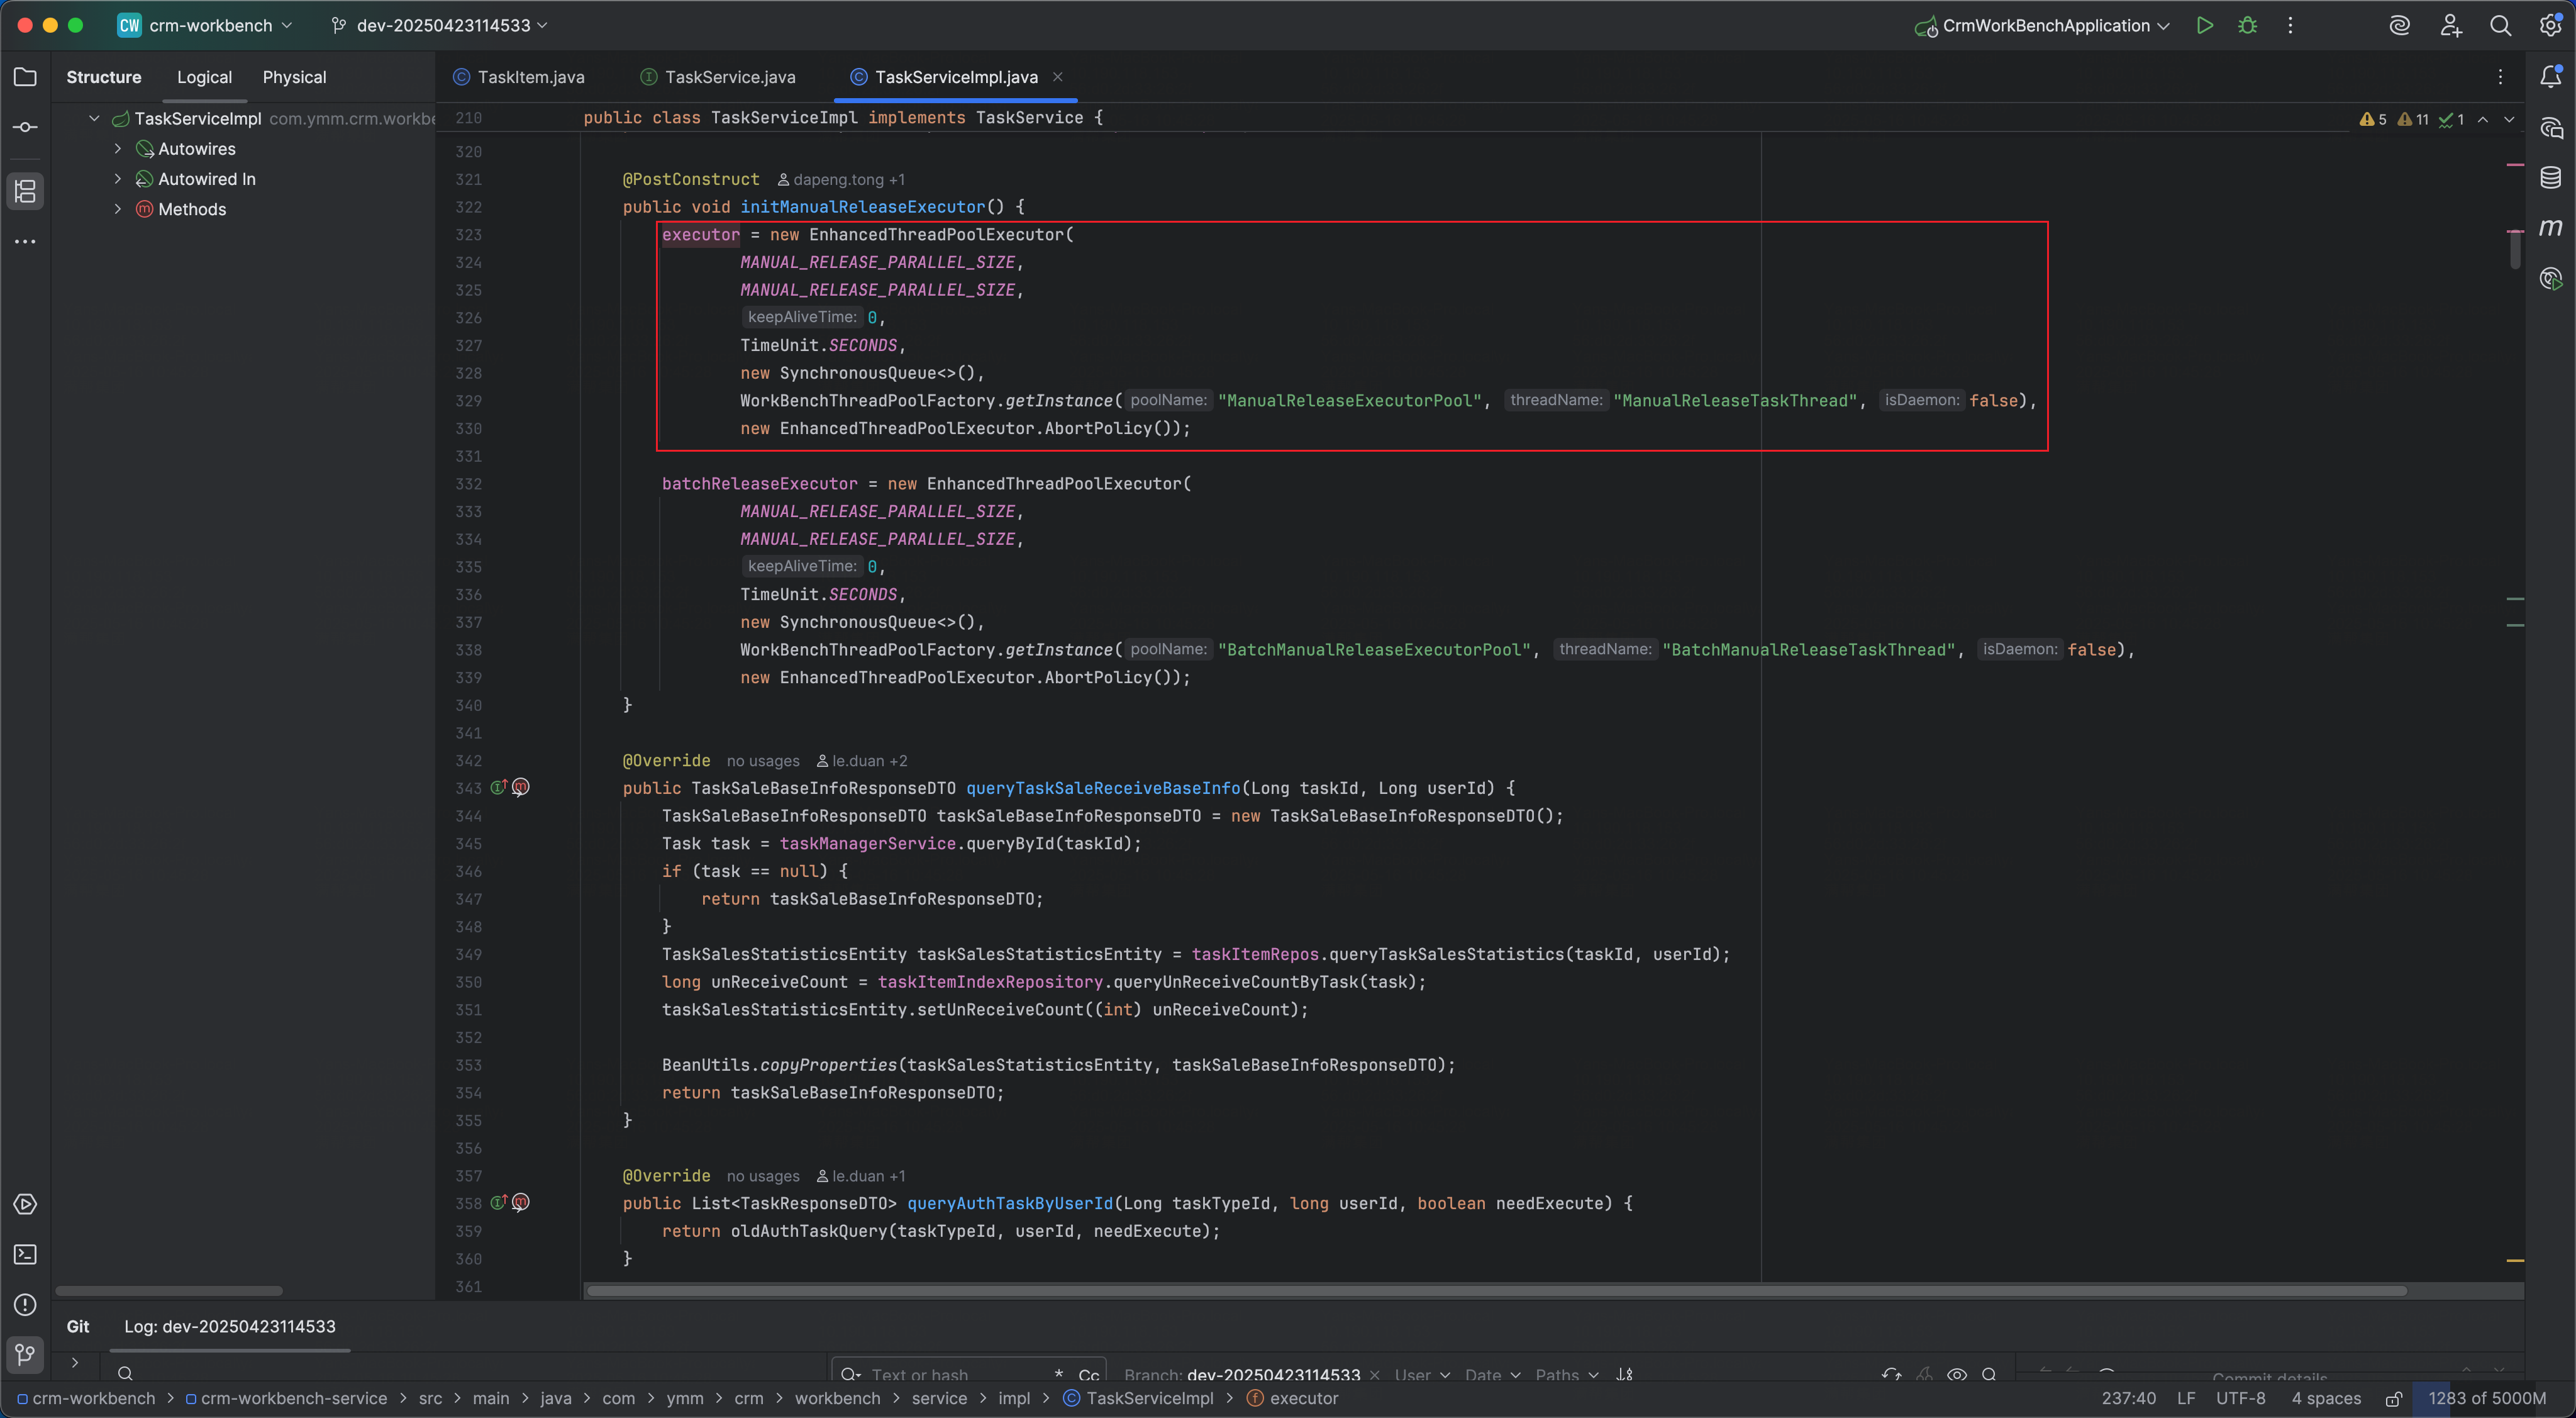 CW crm-workbench dev-20250423114533 CrmWorkBenchApplication
Structure Logical Physical
TaskItem.java TaskService.java TaskServiceImpl.java
TaskServiceImpl com.ymm.crm.workbe
Autowires
Autowired In
Methods
210 public class TaskServiceImpl implements TaskService { 5 11 1
320
321 @PostConstruct dapeng.tong +1
322 public void initManualReleaseExecutor() {
323 executor = new EnhancedThreadPoolExecutor(
324 MANUAL_RELEASE_PARALLEL_SIZE,
325 MANUAL_RELEASE_PARALLEL_SIZE,
326 keepAliveTime: 0,
327 TimeUnit.SECONDS,
328 new SynchronousQueue<>(),
329 WorkBenchThreadPoolFactory.getInstance( poolName: "ManualReleaseExecutorPool", threadName: "ManualReleaseTaskThread", isDaemon: false),
330 new EnhancedThreadPoolExecutor.AbortPolicy());
331
332 batchReleaseExecutor = new EnhancedThreadPoolExecutor(
333 MANUAL_RELEASE_PARALLEL_SIZE,
334 MANUAL_RELEASE_PARALLEL_SIZE,
335 keepAliveTime: 0,
336 TimeUnit.SECONDS,
337 new SynchronousQueue<>(),
338 WorkBenchThreadPoolFactory.getInstance( poolName: "BatchManualReleaseExecutorPool", threadName: "BatchManualReleaseTaskThread", isDaemon: false),
339 new EnhancedThreadPoolExecutor.AbortPolicy());
340 }
341
342 @Override no usages le.duan +2
343 public TaskSaleBaseInfoResponseDTO queryTaskSaleReceiveBaseInfo(Long taskId, Long userId) {
344 TaskSaleBaseInfoResponseDTO taskSaleBaseInfoResponseDTO = new TaskSaleBaseInfoResponseDTO();
345 Task task = taskManagerService.queryById(taskId);
346 if (task == null) {
347 return taskSaleBaseInfoResponseDTO;
348 }
349 TaskSalesStatisticsEntity taskSalesStatisticsEntity = taskItemRepos.queryTaskSalesStatistics(taskId, userId);
350 long unReceiveCount = taskItemIndexRepository.queryUnReceiveCountByTask(task);
351 taskSalesStatisticsEntity.setUnReceiveCount((int) unReceiveCount);
352
353 BeanUtils.copyProperties(taskSalesStatisticsEntity, taskSaleBaseInfoResponseDTO);
354 return taskSaleBaseInfoResponseDTO;
355 }
356
357 @Override no usages le.duan +1
358 public List<TaskResponseDTO> queryAuthTaskByUserId(Long taskTypeId, long userId, boolean needExecute) {
359 return oldAuthTaskQuery(taskTypeId, userId, needExecute);
360 }
361
Git Log: dev-20250423114533
Text or hash .* Cc Branch: dev-20250423114533 User Date Paths Commit details
crm-workbench > crm-workbench-service > src > main > java > com > ymm > crm > workbench > service > impl > TaskServiceImpl > executor 237:40 LF UTF-8 4 spaces 1283 of 5000M